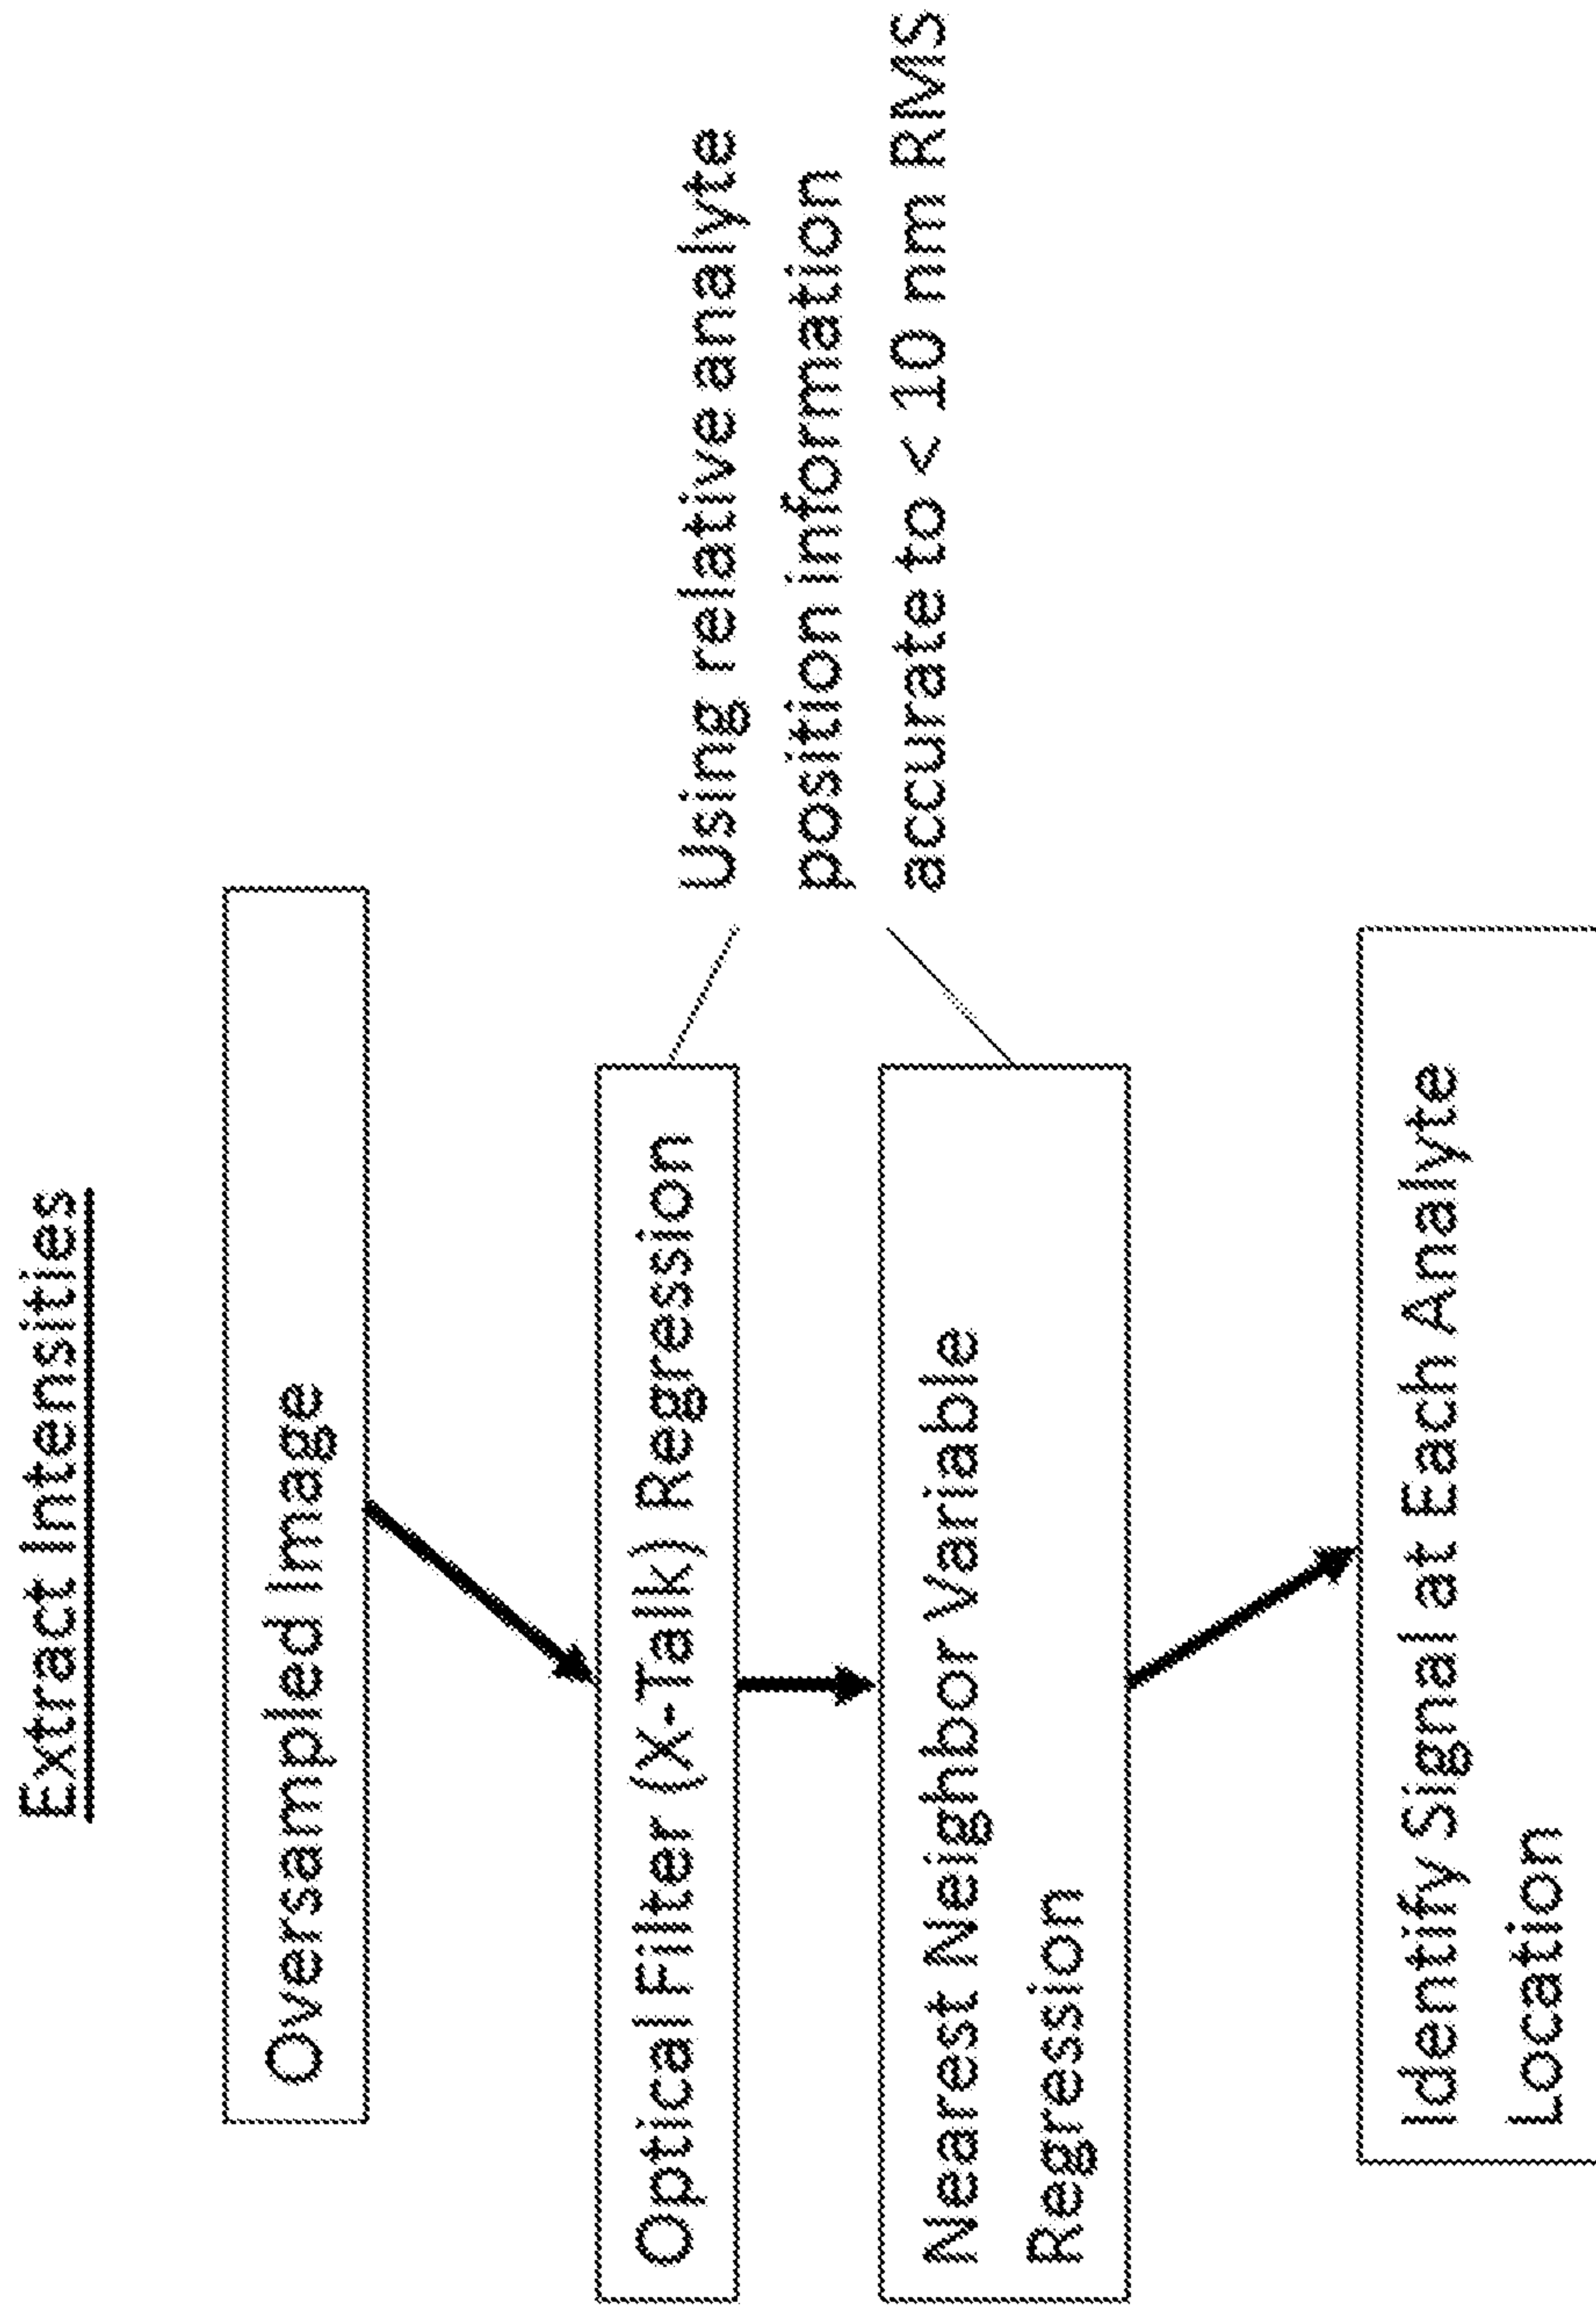 Extract Intensities
Oversampled Image
Optical Filter (X-Talk) Regression
Using relative analyte
position information
accurate to < 10 nm RMS
Nearest Neighbor Variable
Regression
Identify Signal at Each Analyte
Location